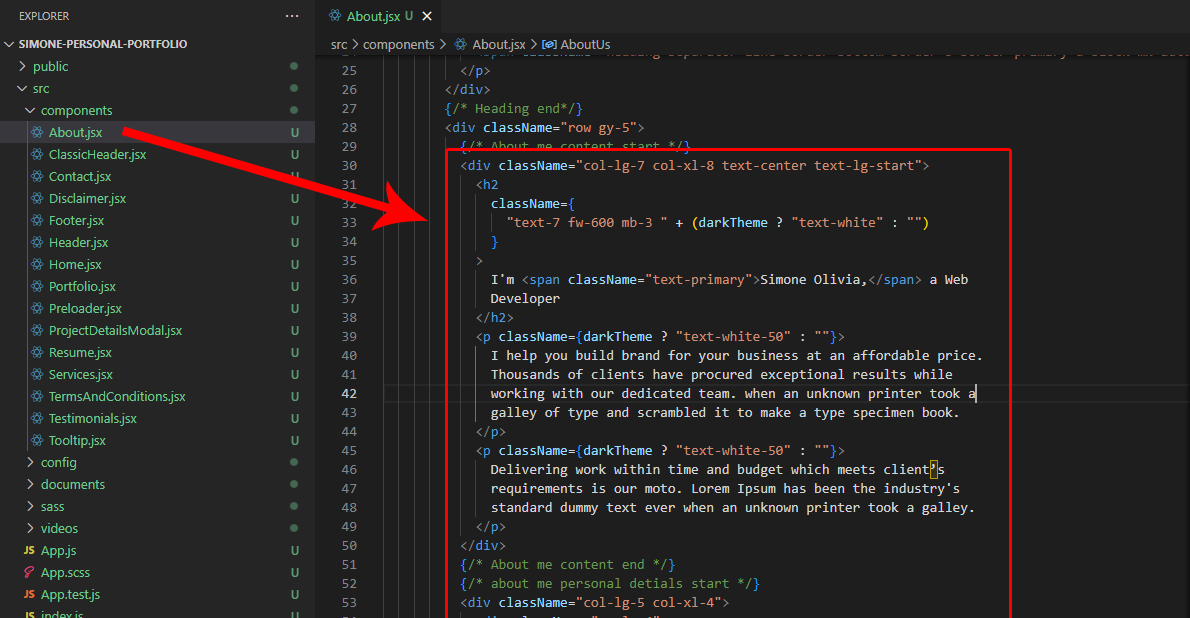 EXPLORER
SIMONE-PERSONAL-PORTFOLIO
public
src
components
About.jsx U
ClassicHeader.jsx U
Contact.jsx U
Disclaimer.jsx U
Footer.jsx U
Header.jsx U
Home.jsx U
Portfolio.jsx U
Preloader.jsx U
ProjectDetailsModal.jsx U
Resume.jsx U
Services.jsx U
TermsAndConditions.jsx U
Testimonials.jsx U
Tooltip.jsx U
config
documents
sass
videos
JS App.js U
App.scss U
JS App.test.js U
JS index.js U
About.jsx U
src > components > About.jsx > AboutUs
25 </p>
26 </div>
27 {/* Heading end*/}
28 <div className="row gy-5">
29 {/* About me content start */}
30 <div className="col-lg-7 col-xl-8 text-center text-lg-start">
31 <h2
32 className={
33 "text-7 fw-600 mb-3 " + (darkTheme ? "text-white" : "")
34 }
35 >
36 I'm <span className="text-primary">Simone Olivia,</span> a Web
37 Developer
38 </h2>
39 <p className={darkTheme ? "text-white-50" : ""}>
40 I help you build brand for your business at an affordable price.
41 Thousands of clients have procured exceptional results while
42 working with our dedicated team. when an unknown printer took a
43 galley of type and scrambled it to make a type specimen book.
44 </p>
45 <p className={darkTheme ? "text-white-50" : ""}>
46 Delivering work within time and budget which meets client’s
47 requirements is our moto. Lorem Ipsum has been the industry's
48 standard dummy text ever when an unknown printer took a galley.
49 </p>
50 </div>
51 {/* About me content end */}
52 {/* about me personal detials start */}
53 <div className="col-lg-5 col-xl-4">